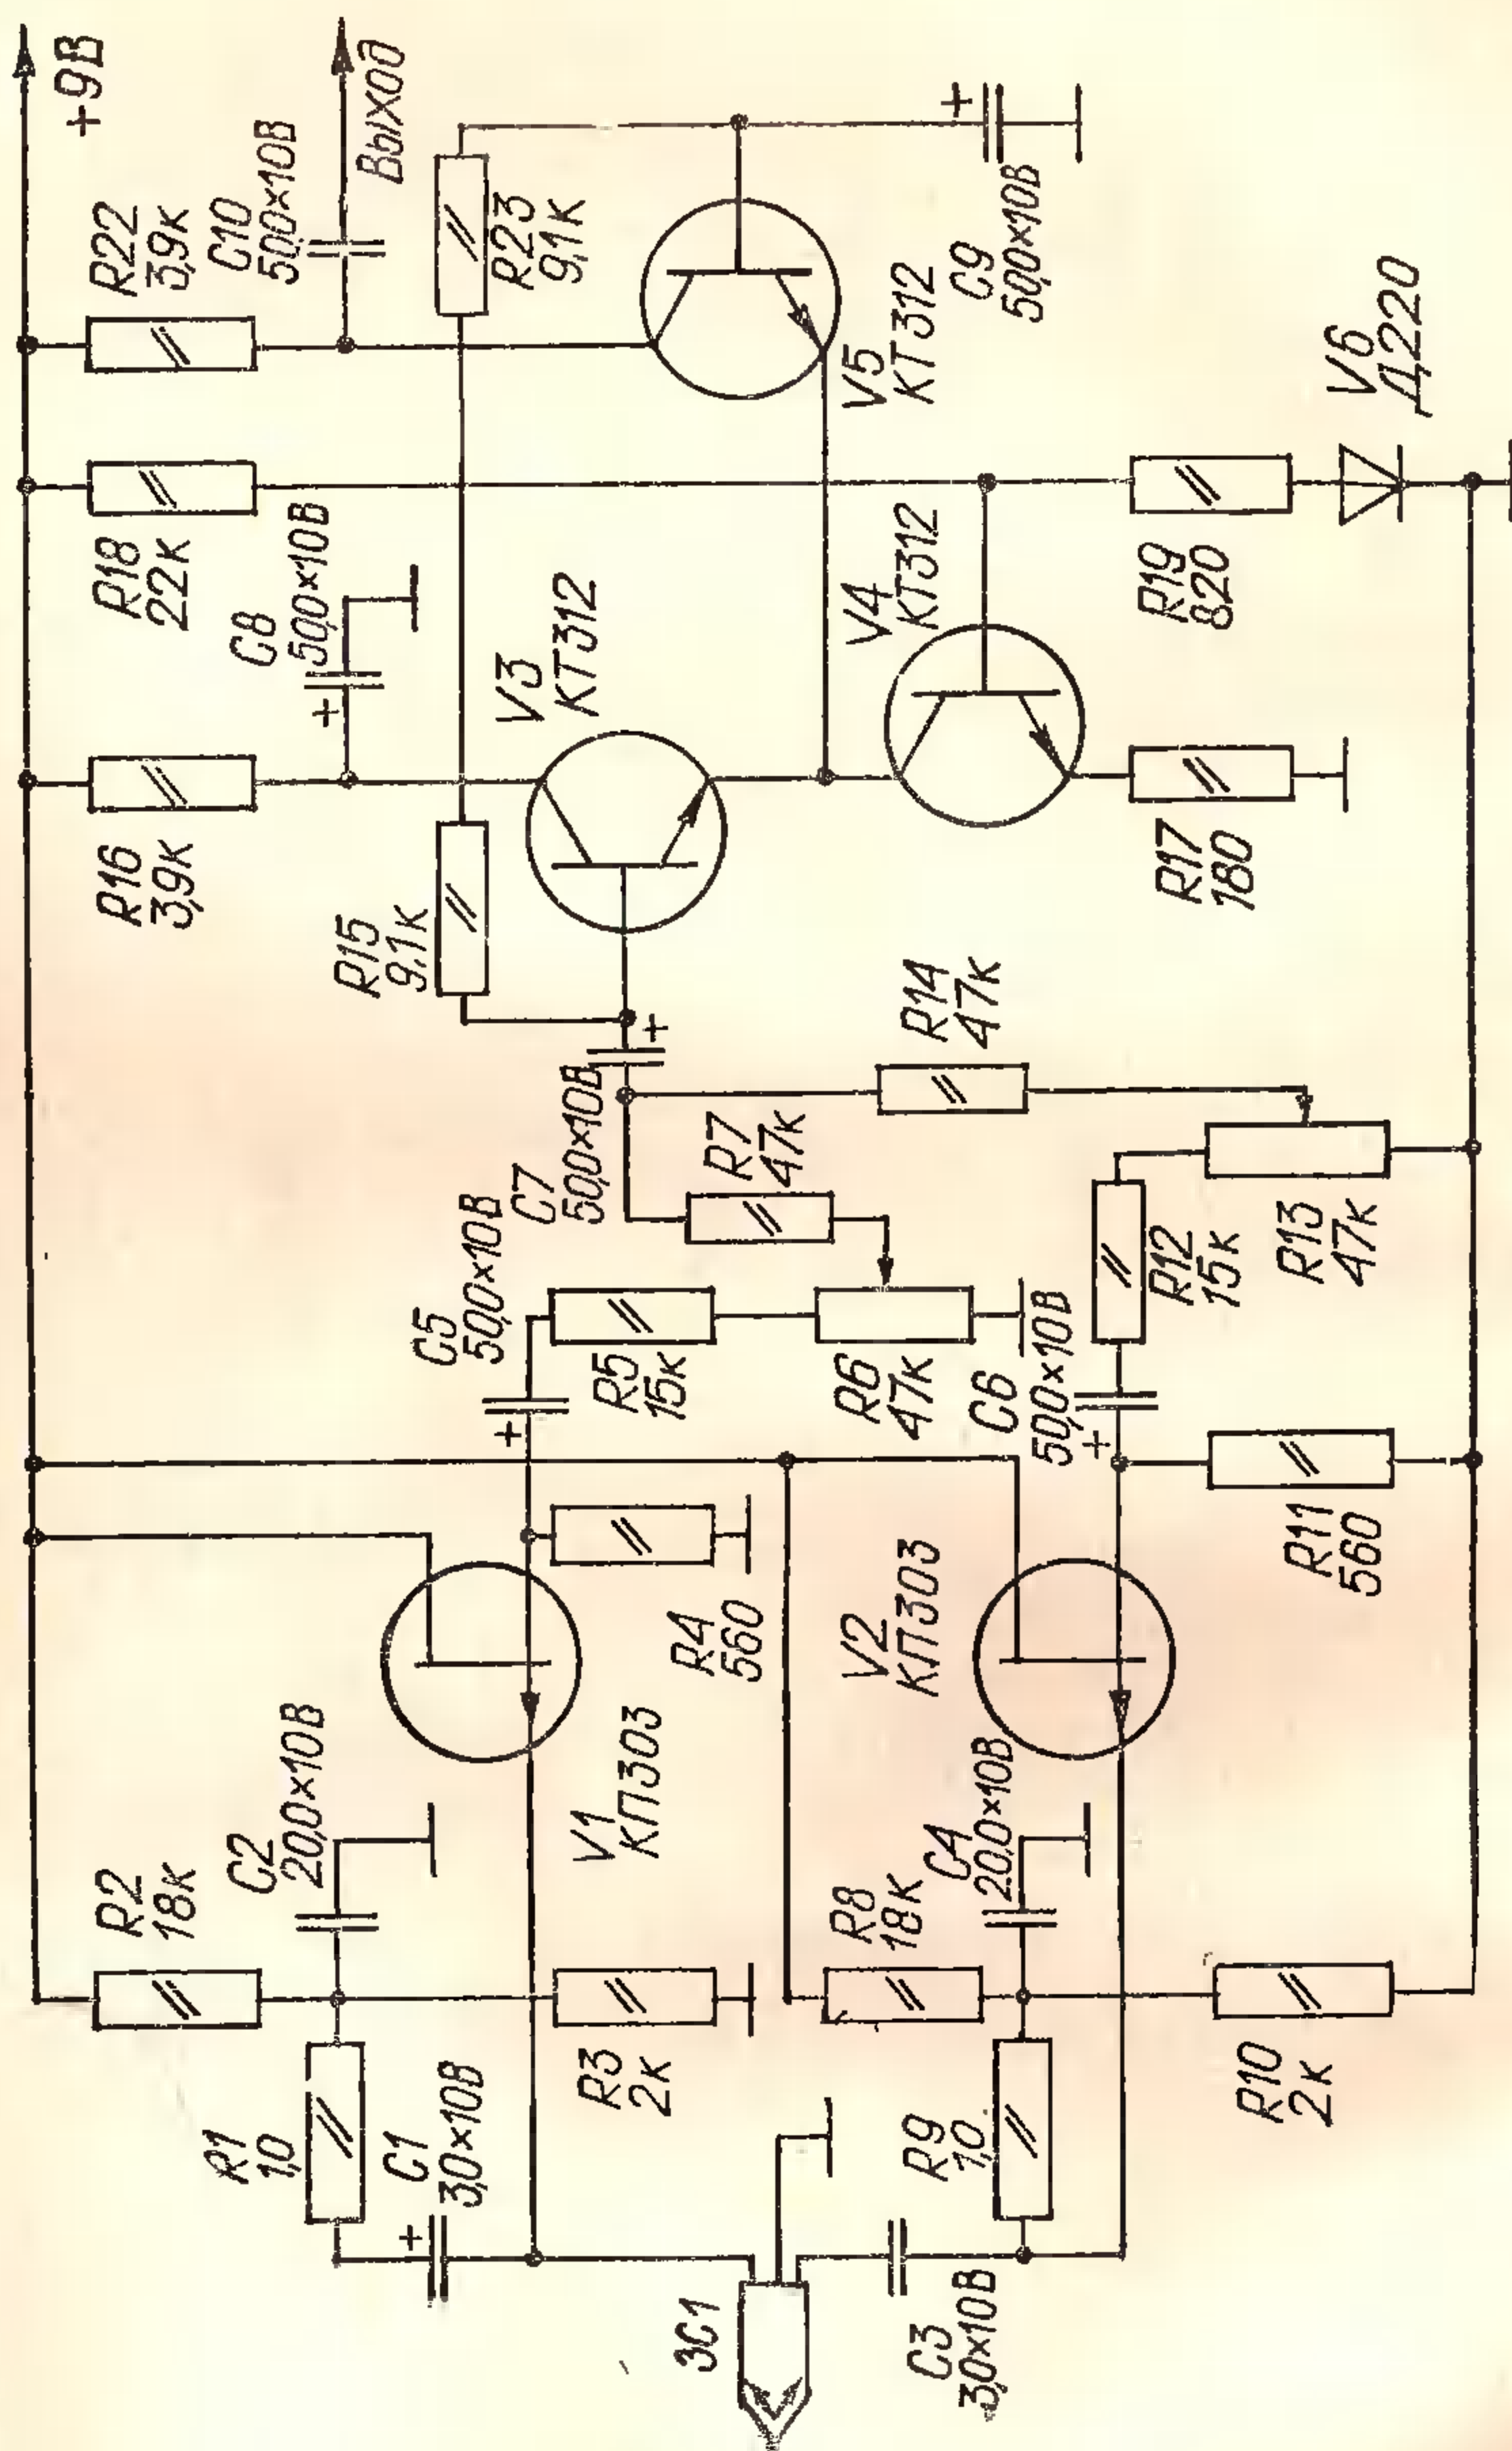 +9В
Выход
R22
3,9к
C10
50,0×10В
R23
9,1к
C9
50,0×10В
V5
КТ312
V6
Д220
R18
22к
C8
50,0×10В
V3
КТ312
V4
КТ312
R19
820
R16
3,9к
R15
9,1к
R17
180
R14
47к
C7
50,0×10В
R7
47к
C5
50,0×10В
R5
15к
R6
47к
C6
50,0×10В
R12
15к
R13
47к
R4
560
V2
КП303
R11
560
V1
КП303
R2
18к
C2
20,0×10В
R8
18к
C4
20,0×10В
R1
1,0
C1
3,0×10В
R3
2к
R9
1,0
R10
2к
ЗС1
C3
3,0×10В
+
+
+
+
+
+